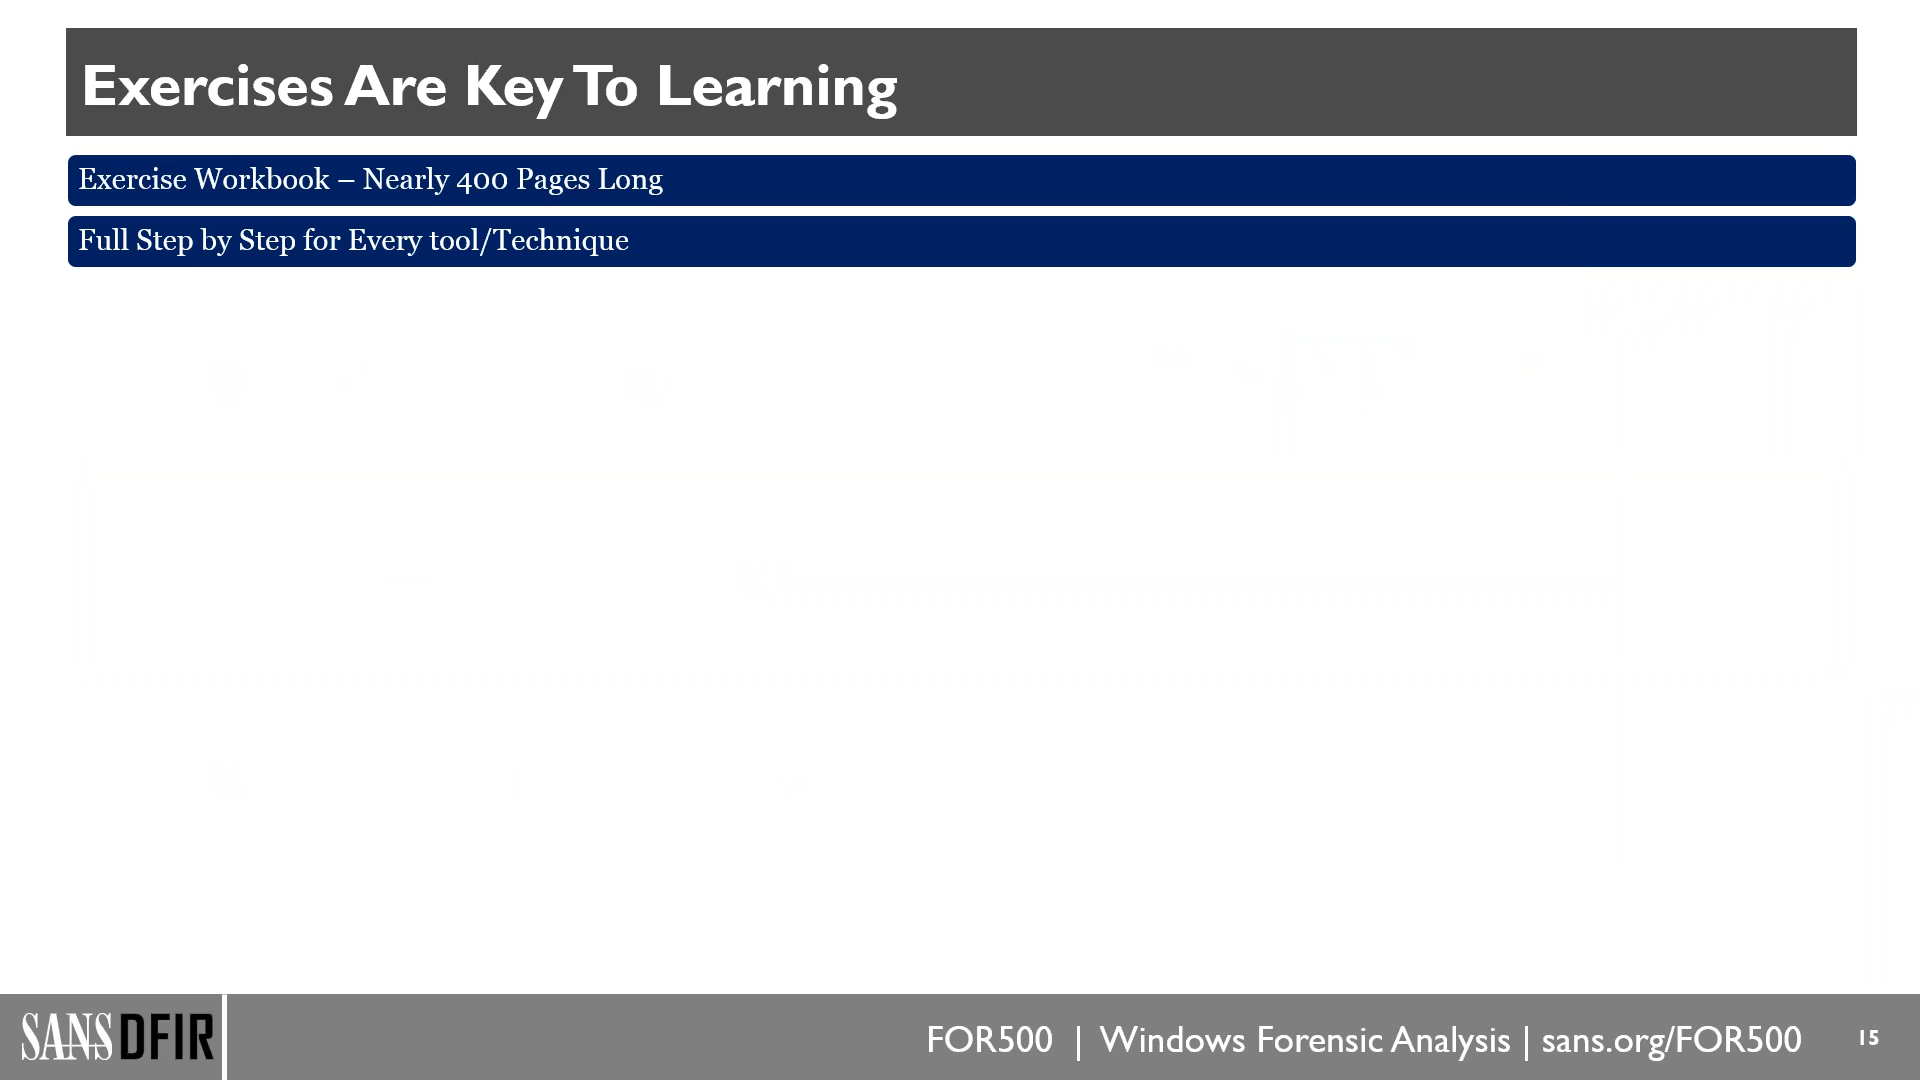 Exercises Are Key To Learning
Exercise Workbook – Nearly 400 Pages Long
Full Step by Step for Every tool/Technique
SANS DFIR
FOR500 | Windows Forensic Analysis | sans.org/FOR500
15